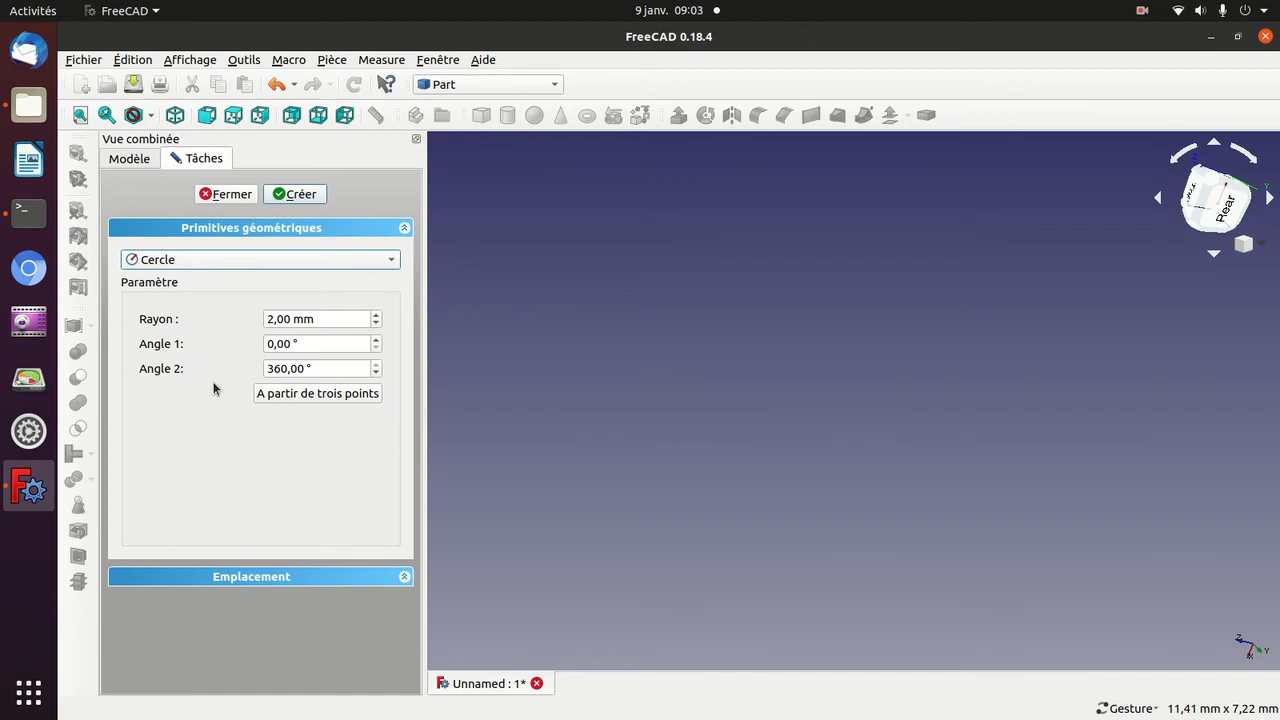 Activités
FreeCAD
9 janv. 09:03
FreeCAD 0.18.4
Fichier Édition Affichage Outils Macro Pièce Mesure Fenêtre Aide
Part
Vue combinée
Modèle Tâches
Fermer Créer
Primitives géométriques
Cercle
Paramètre
Rayon : 2,00 mm
Angle 1: 0,00 °
Angle 2: 360,00 °
A partir de trois points
Emplacement
Z
Y
Rear
Z
Y
X
Unnamed : 1*
Gesture 11,41 mm x 7,22 mm